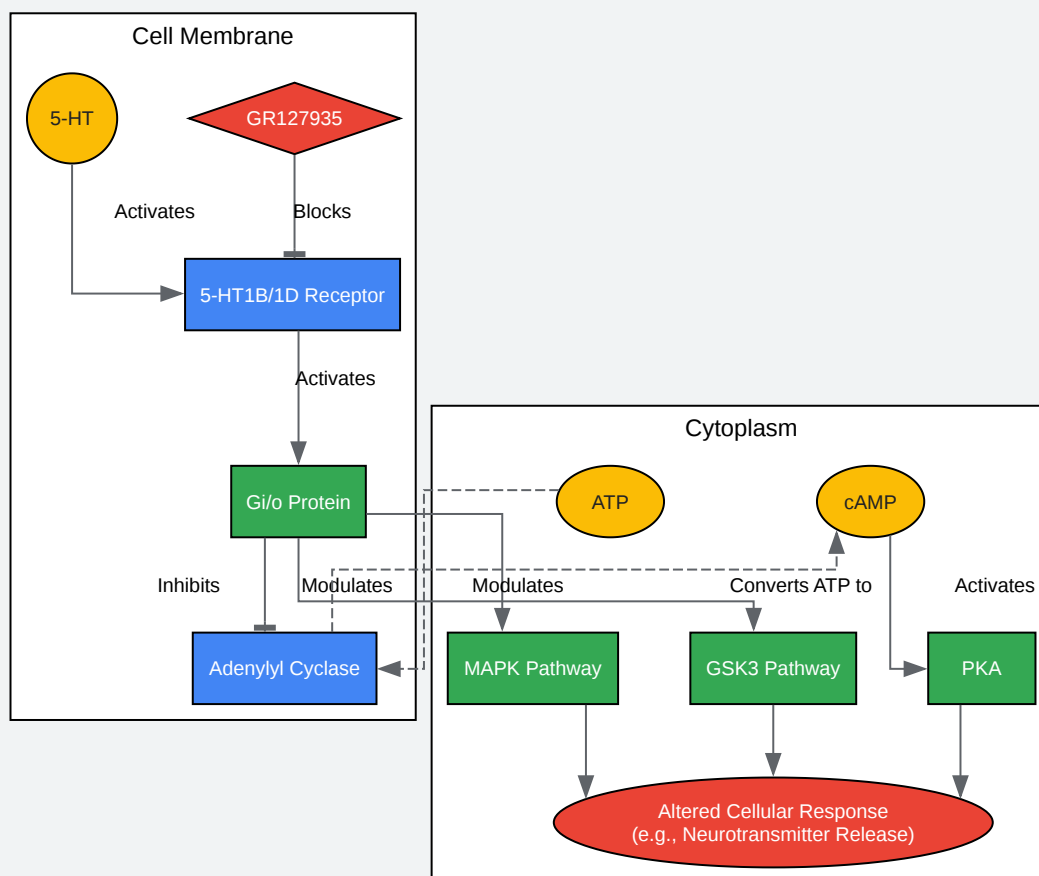 Cell Membrane
5-HT
GR127935
Activates
Blocks
5-HT1B/1D Receptor
Activates
Cytoplasm
Gi/o Protein
ATP
cAMP
Inhibits
Modulates
Modulates
Converts ATP to
Activates
Adenylyl Cyclase
MAPK Pathway
GSK3 Pathway
PKA
Altered Cellular Response
(e.g., Neurotransmitter Release)